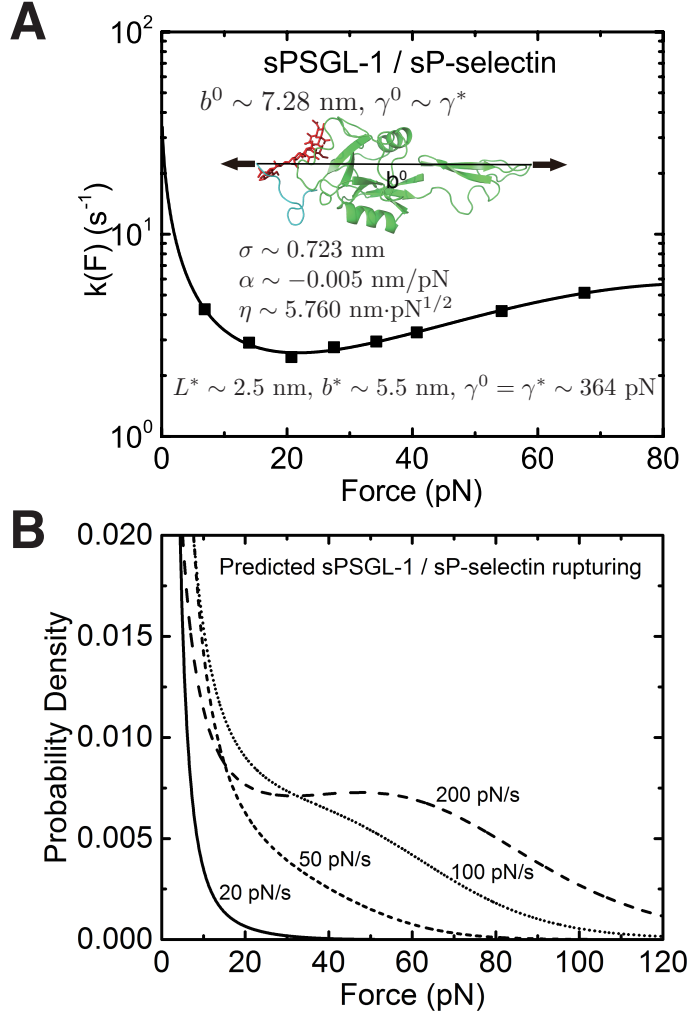 A
10²
sPSGL-1 / sP-selectin
b⁰ ∼ 7.28 nm, γ⁰ ∼ γ*
b⁰
k(F) (s⁻¹)
10¹
σ ∼ 0.723 nm
α ∼ −0.005 nm/pN
η ∼ 5.760 nm·pN^{1/2}
L* ∼ 2.5 nm, b* ∼ 5.5 nm, γ⁰ = γ* ∼ 364 pN
10⁰
0 20 40 60 80
Force (pN)
B
0.020
Predicted sPSGL-1 / sP-selectin rupturing
0.015
Probability Density
0.010
200 pN/s
0.005
50 pN/s
100 pN/s
20 pN/s
0.000
0 20 40 60 80 100 120
Force (pN)